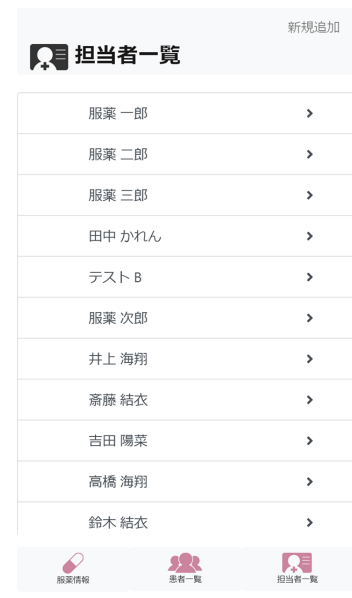 新規追加
担当者一覧
服薬 一郎
服薬 二郎
服薬 三郎
田中 かれん
テスト B
服薬 次郎
井上 海翔
斎藤 結衣
吉田 陽菜
高橋 海翔
鈴木 結衣
服薬情報
患者一覧
担当者一覧